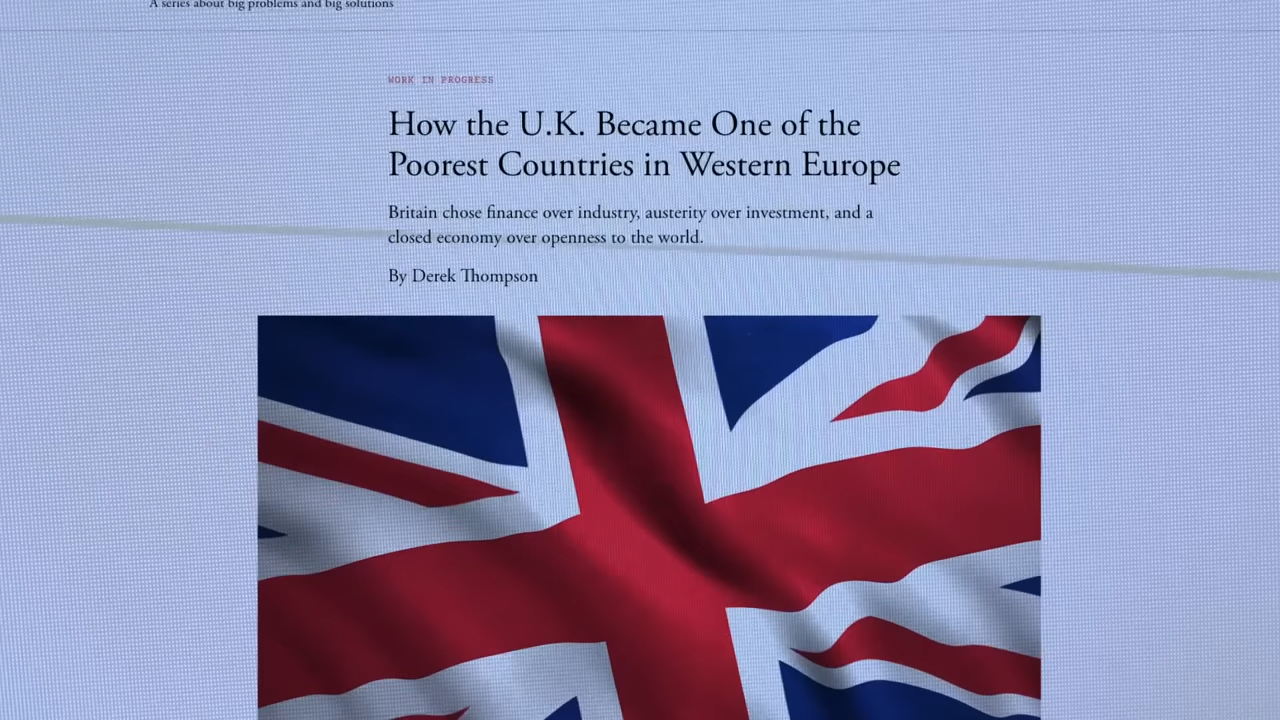 A series about big problems and big solutions
WORK IN PROGRESS
How the U.K. Became One of the
Poorest Countries in Western Europe
Britain chose finance over industry, austerity over investment, and a
closed economy over openness to the world.
By Derek Thompson